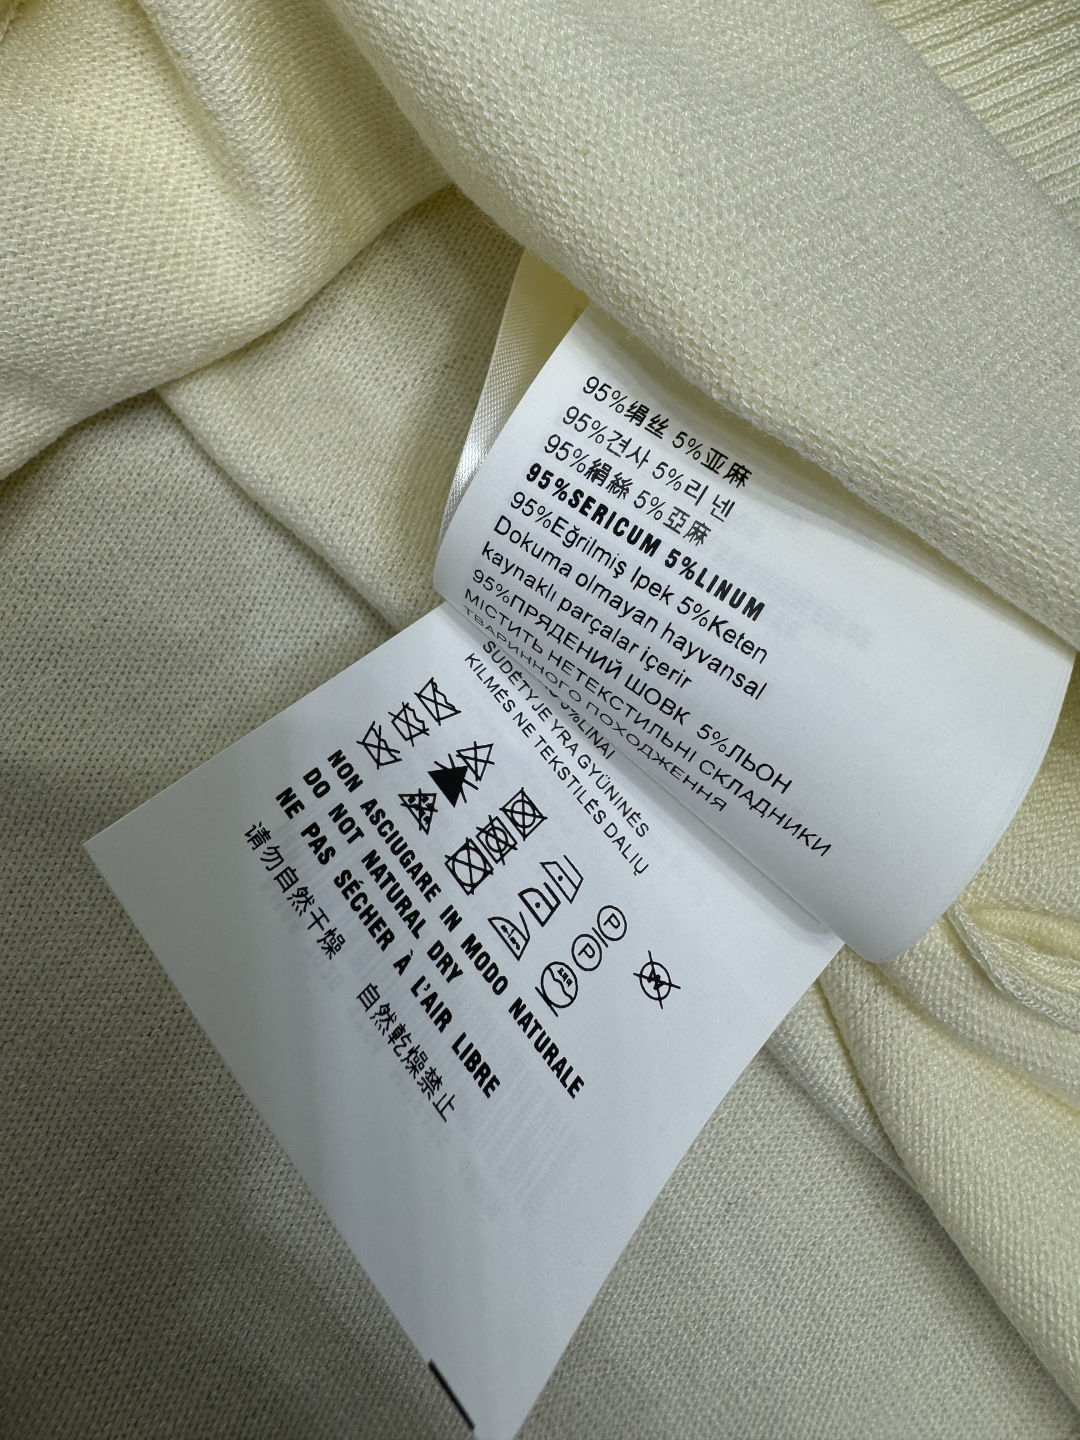 95%绢丝 5%亚麻
95%견사 5%리 넨
95%絹絲 5%亞麻
95%SERICUM 5%LINUM
95%Eğrilmiş Ipek 5%Keten
Dokuma olmayan hayvansal
kaynaklı parçalar içerir
95%ПРЯДЕНИЙ ШОВК 5%ЛЬОН
МІСТИТЬ НЕТЕКСТИЛЬНІ СКЛАДНИКИ
ТВАРИННОГО ПОХОДЖЕННЯ
LINAI
SUDĖTYJE YRA GYŪNINĖS
KILMĖS NE TEKSTILĖS DALIŲ
P
P
NON ASCIUGARE IN MODO NATURALE
DO NOT NATURAL DRY
NE PAS SÉCHER À L'AIR LIBRE
请勿自然干燥 自然乾燥禁止